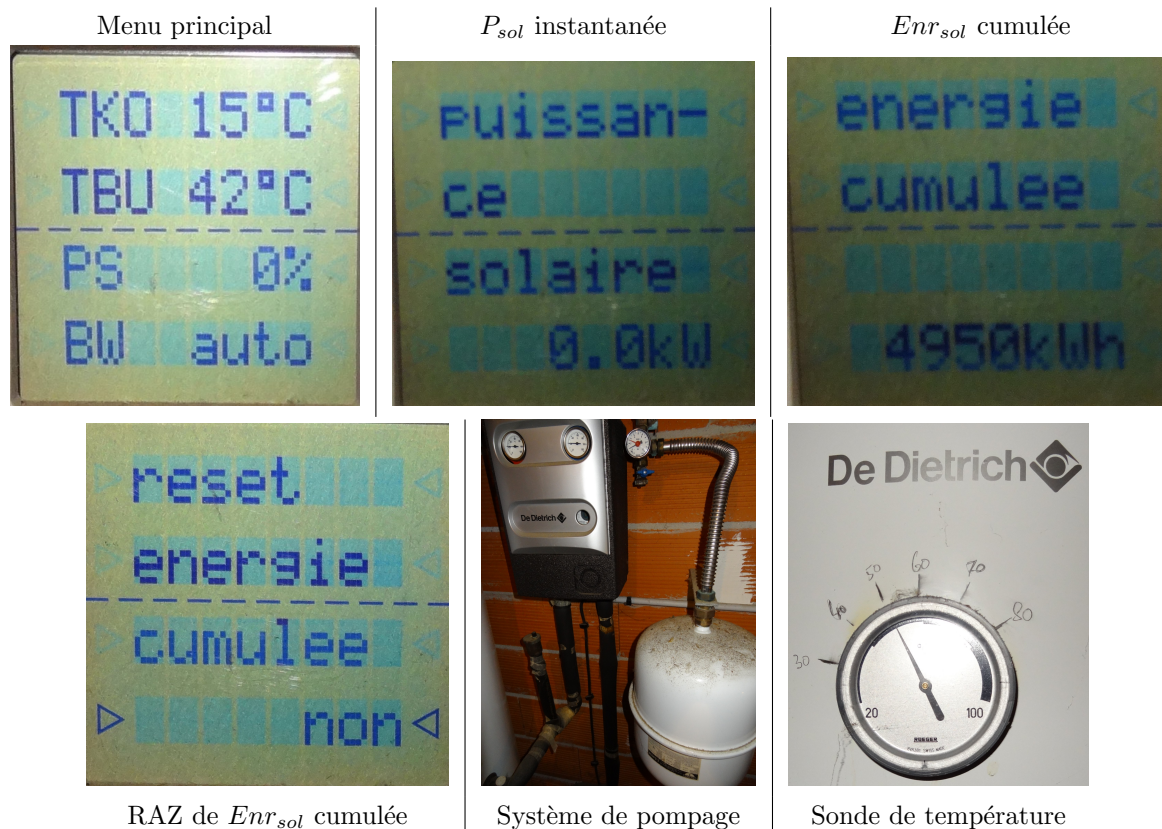 Menu principal
P_sol instantanée
Enr_sol cumulée
TKO 15°C
TBU 42°C
PS 0%
BW auto
puissan-
ce
solaire
0.0kW
energie
cumulee
4950kWh
reset
energie
cumulee
non
De Dietrich
De Dietrich
30
40
50
60
70
80
20
100
RUEGER
RAZ de Enr_sol cumulée
Système de pompage
Sonde de température